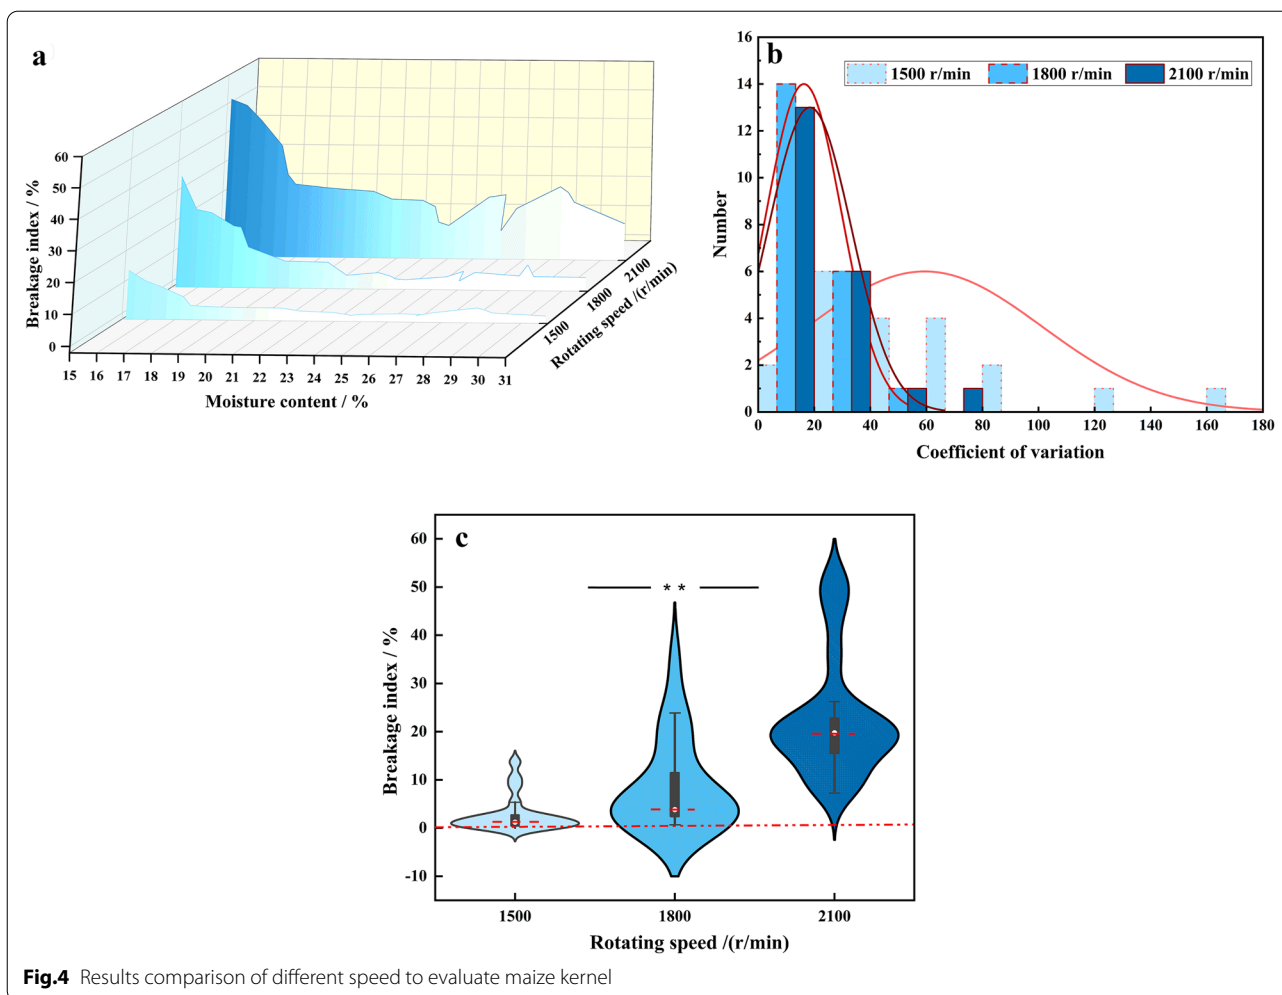 a
60
50
40
30
20
10
0
Breakage index / %
15 16 17 18 19 20 21 22 23 24 25 26 27 28 29 30 31
Moisture content / %
1500
1800
2100
Rotating speed /(r/min)
b
1500 r/min 1800 r/min 2100 r/min
16
14
12
10
8
6
4
2
0
Number
0 20 40 60 80 100 120 140 160 180
Coefficient of variation
c
60
50
40
30
20
10
0
-10
Breakage index / %
* *
1500 1800 2100
Rotating speed /(r/min)
Fig.4 Results comparison of different speed to evaluate maize kernel